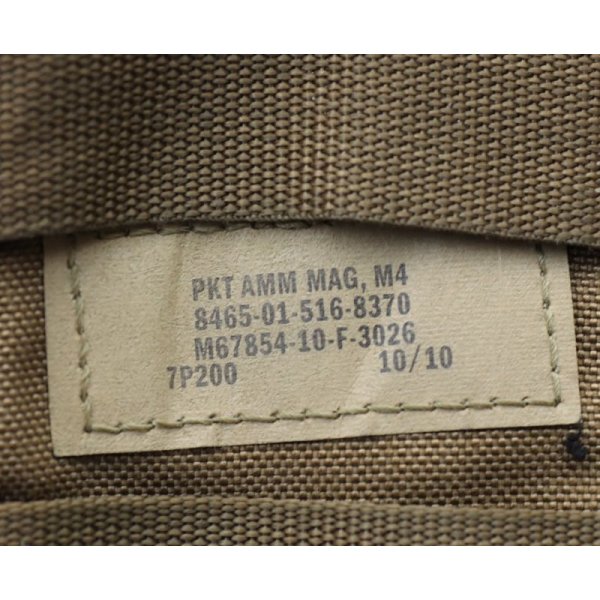 PKT AMM MAG, M4
8465-01-516-8370
M67854-10-F-3026
7P200 10/10